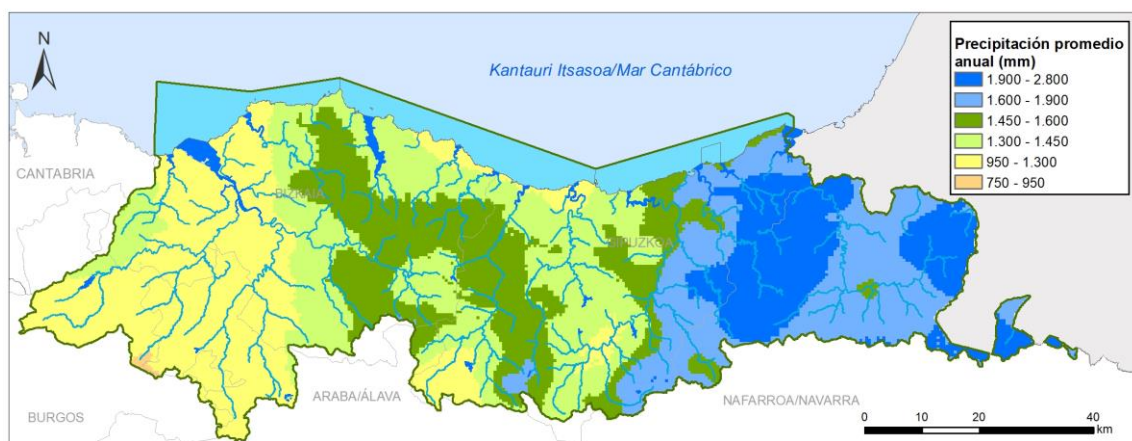 N
Kantauri Itsasoa/Mar Cantábrico
Precipitación promedio
anual (mm)
1.900 - 2.800
1.600 - 1.900
1.450 - 1.600
1.300 - 1.450
950 - 1.300
750 - 950
CANTABRIA
BIZKAIA
GIPUZKOA
ARABA/ÁLAVA
BURGOS
NAFARROA/NAVARRA
0 10 20 40
km